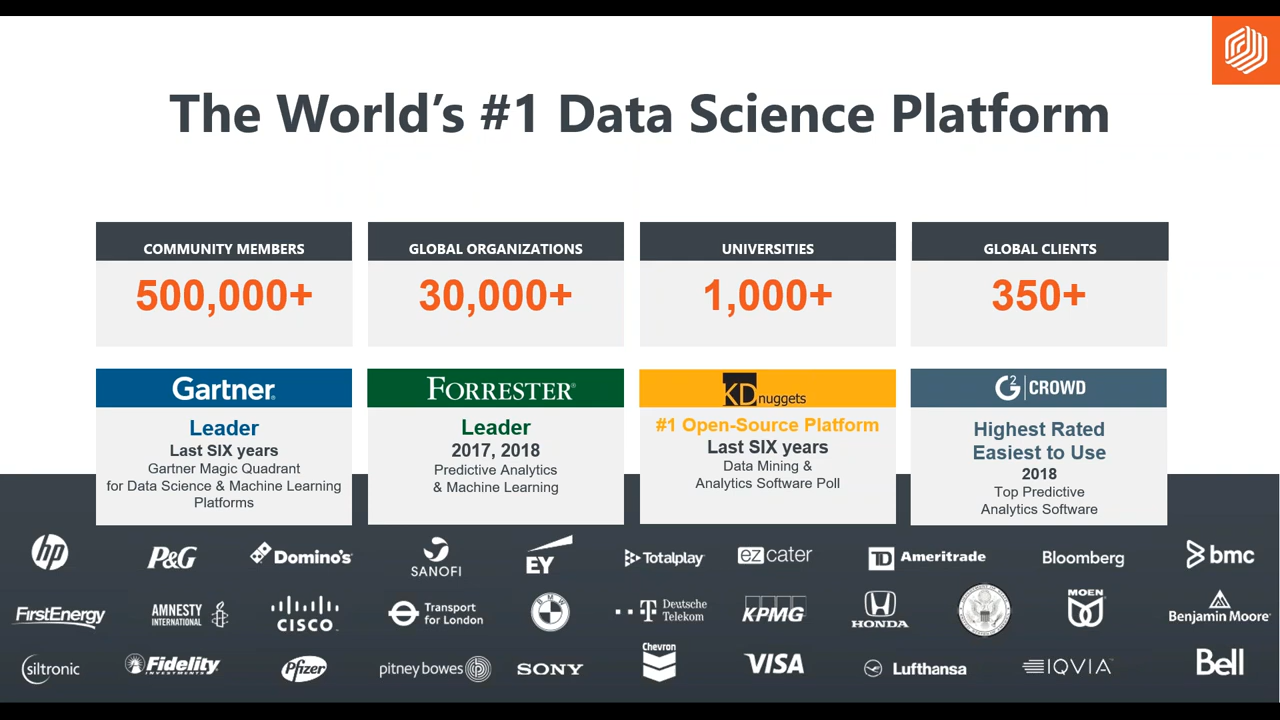 The World's #1 Data Science Platform
COMMUNITY MEMBERS
500,000+
GLOBAL ORGANIZATIONS
30,000+
UNIVERSITIES
1,000+
GLOBAL CLIENTS
350+
Gartner®
Leader
Last SIX years
Gartner Magic Quadrant
for Data Science & Machine Learning
Platforms
FORRESTER®
Leader
2017, 2018
Predictive Analytics
& Machine Learning
KDnuggets
#1 Open-Source Platform
Last SIX years
Data Mining &
Analytics Software Poll
G2 | CROWD
Highest Rated
Easiest to Use
2018
Top Predictive
Analytics Software
hp
P&G
Domino's
SANOFI
EY
Totalplay
ezcater
TD Ameritrade
Bloomberg
bmc
FirstEnergy
AMNESTY
INTERNATIONAL
CISCO
Transport
for London
BMW
T Deutsche
Telekom
KPMG
HONDA
MOEN
Benjamin Moore
siltronic
Fidelity
INVESTMENTS
Pfizer
pitney bowes
SONY
Chevron
VISA
Lufthansa
IQVIA
Bell